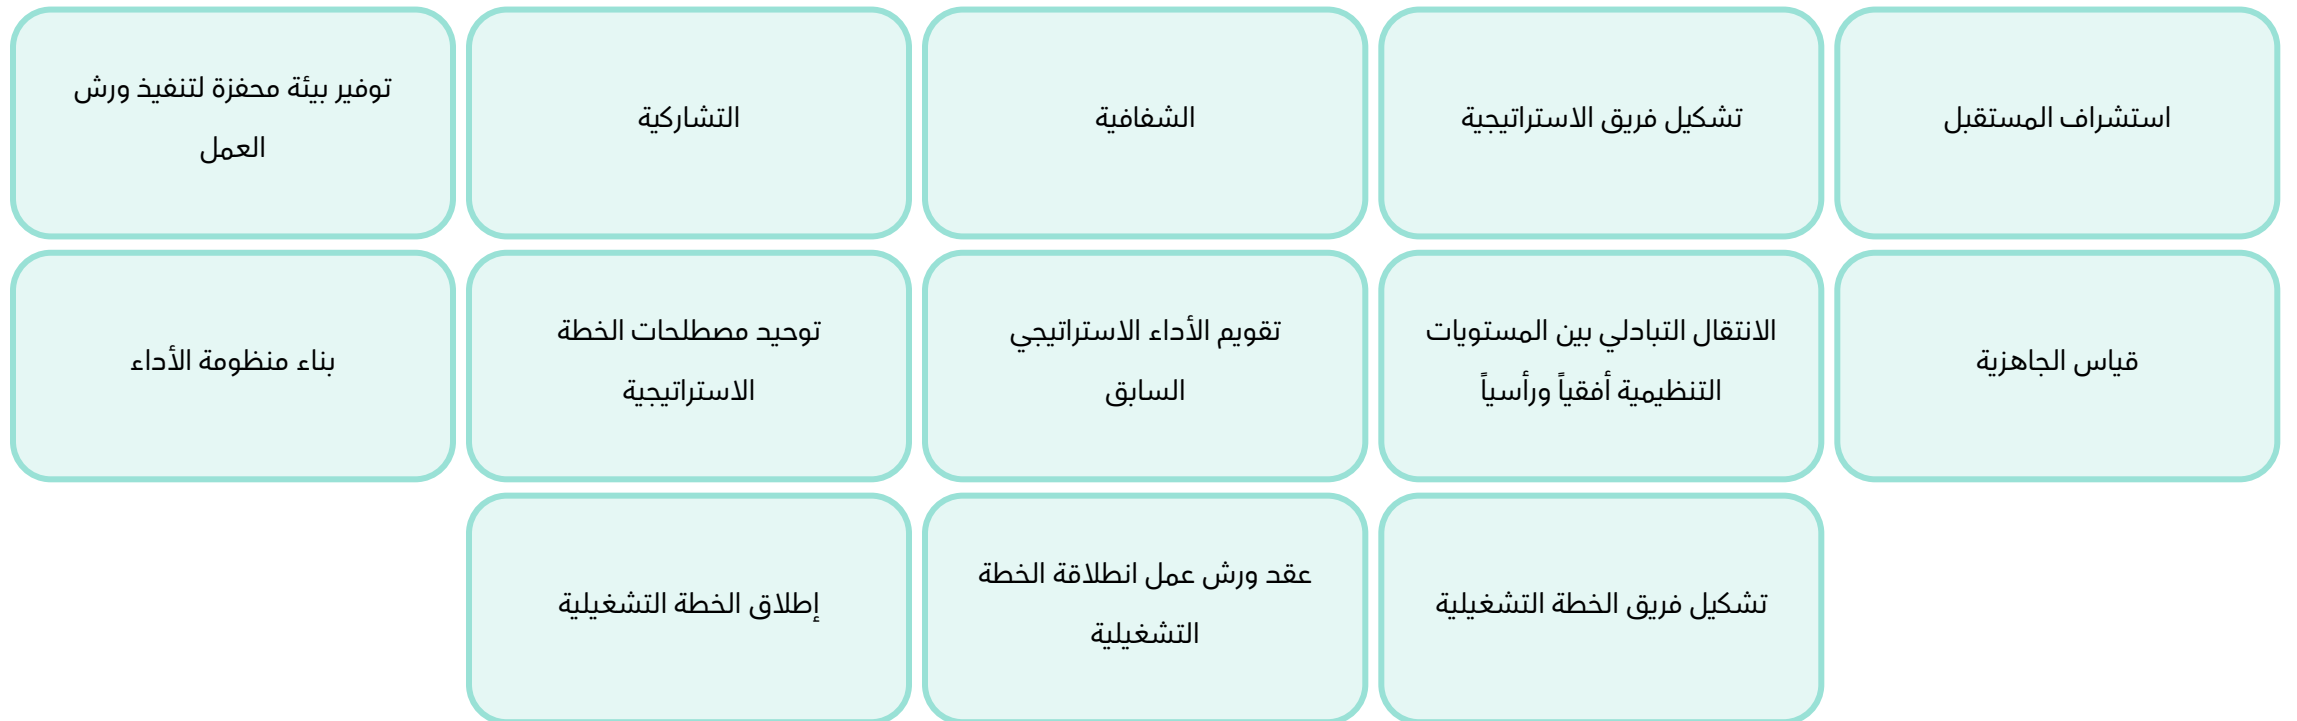 استشراف المستقبل
تشكيل فريق الاستراتيجية
الشفافية
التشاركية
توفير بيئة محفزة لتنفيذ ورش
العمل
قياس الجاهزية
الانتقال التبادلي بين المستويات
التنظيمية أفقياً ورأسياً
تقويم الأداء الاستراتيجي
السابق
توحيد مصطلحات الخطة
الاستراتيجية
بناء منظومة الأداء
تشكيل فريق الخطة التشغيلية
عقد ورش عمل انطلاقة الخطة
التشغيلية
إطلاق الخطة التشغيلية